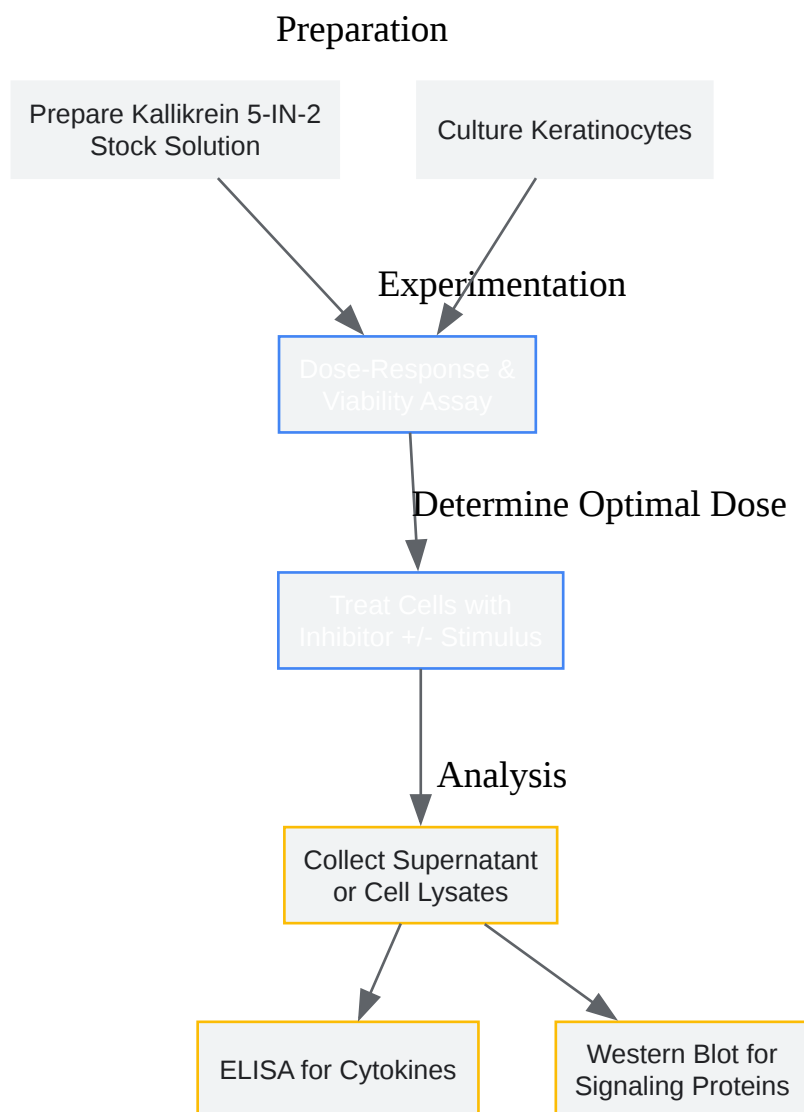 Preparation
Prepare Kallikrein 5-IN-2
Stock Solution
Culture Keratinocytes
Experimentation
Dose-Response &
Viability Assay
Determine Optimal Dose
Treat Cells with
Inhibitor +/- Stimulus
Analysis
Collect Supernatant
or Cell Lysates
ELISA for Cytokines
Western Blot for
Signaling Proteins